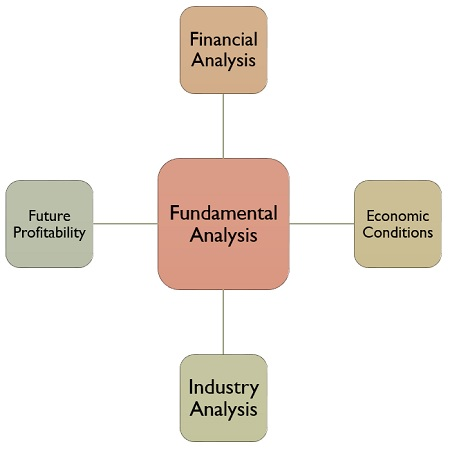 Financial
Analysis
Future
Profitability
Fundamental
Analysis
Economic
Conditions
Industry
Analysis